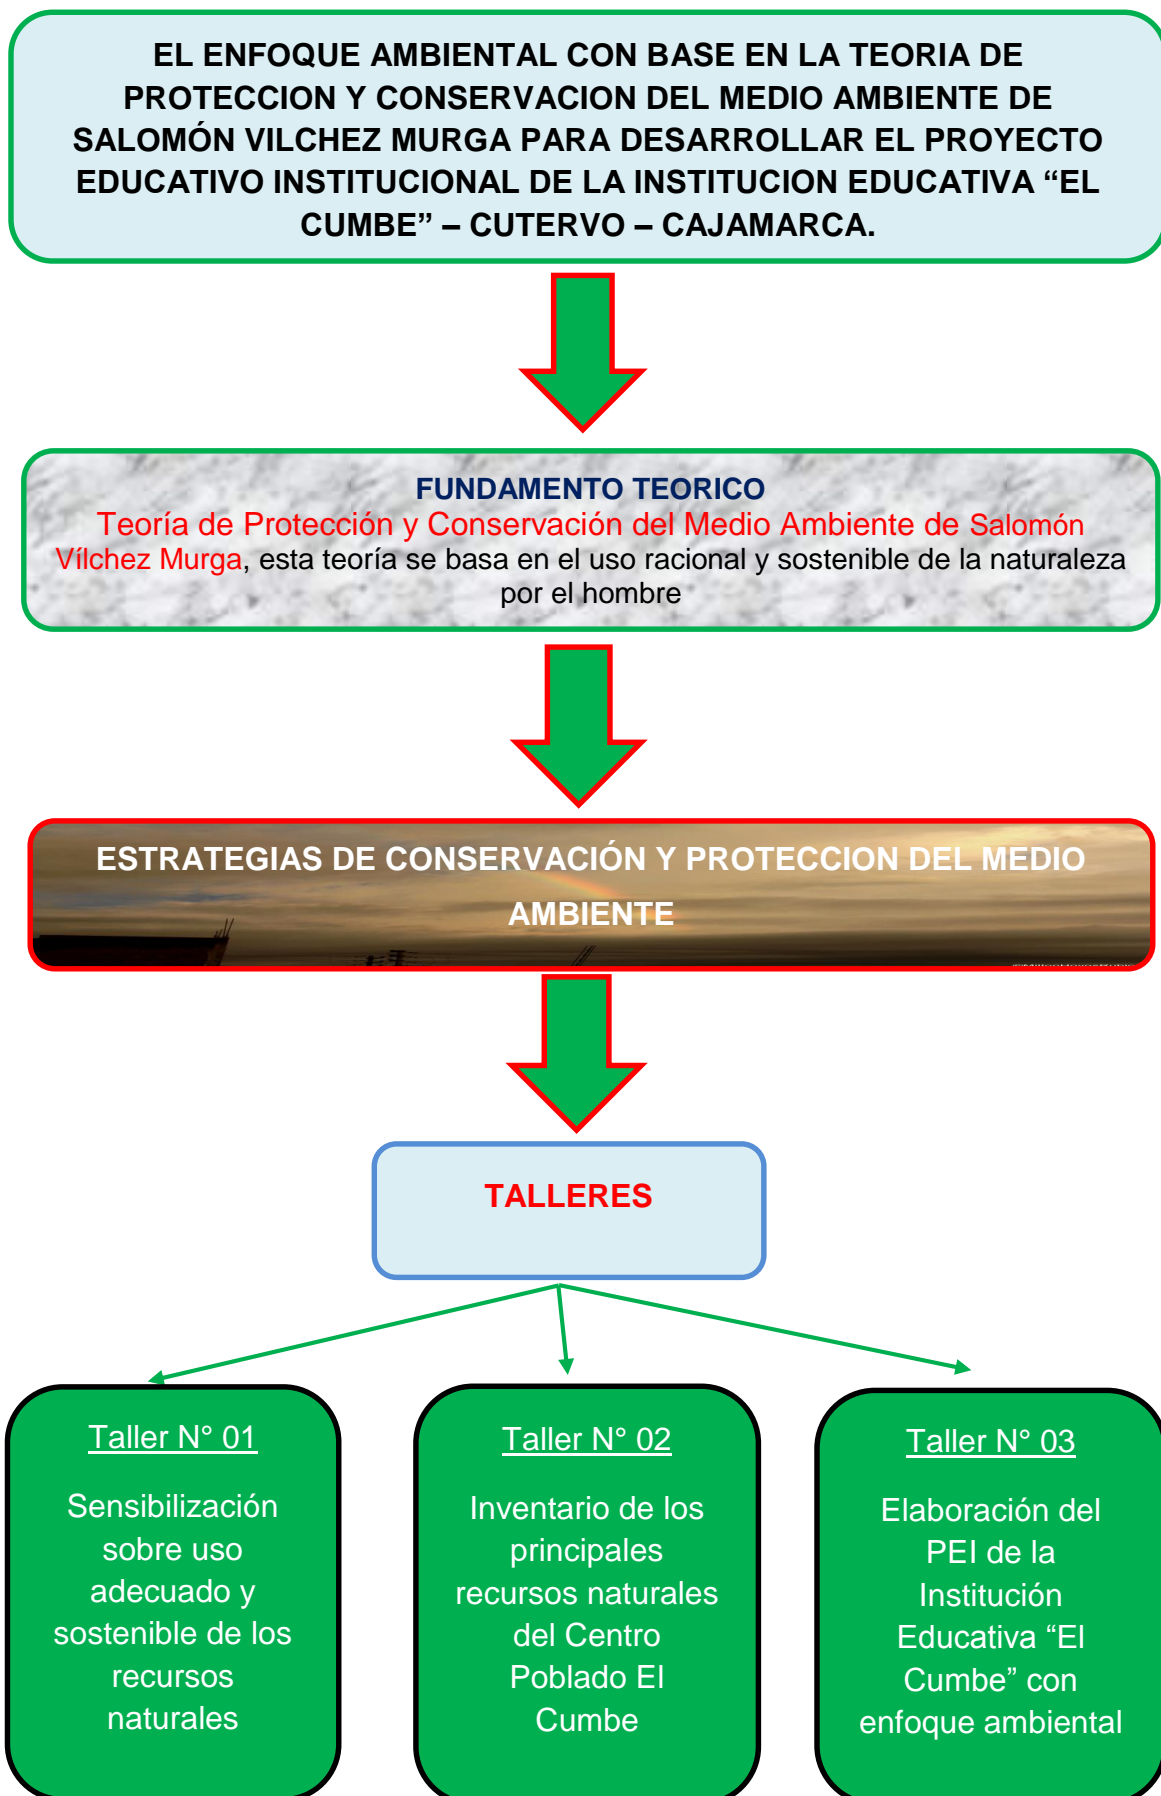 EL ENFOQUE AMBIENTAL CON BASE EN LA TEORIA DE
PROTECCION Y CONSERVACION DEL MEDIO AMBIENTE DE
SALOMÓN VILCHEZ MURGA PARA DESARROLLAR EL PROYECTO
EDUCATIVO INSTITUCIONAL DE LA INSTITUCION EDUCATIVA “EL
CUMBE” – CUTERVO – CAJAMARCA.
FUNDAMENTO TEORICO
Teoría de Protección y Conservación del Medio Ambiente de Salomón
Vílchez Murga, esta teoría se basa en el uso racional y sostenible de la naturaleza
por el hombre
ESTRATEGIAS DE CONSERVACIÓN Y PROTECCION DEL MEDIO
AMBIENTE
TALLERES
Taller N° 01
Sensibilización
sobre uso
adecuado y
sostenible de los
recursos
naturales
Taller N° 02
Inventario de los
principales
recursos naturales
del Centro
Poblado El
Cumbe
Taller N° 03
Elaboración del
PEI de la
Institución
Educativa “El
Cumbe” con
enfoque ambiental